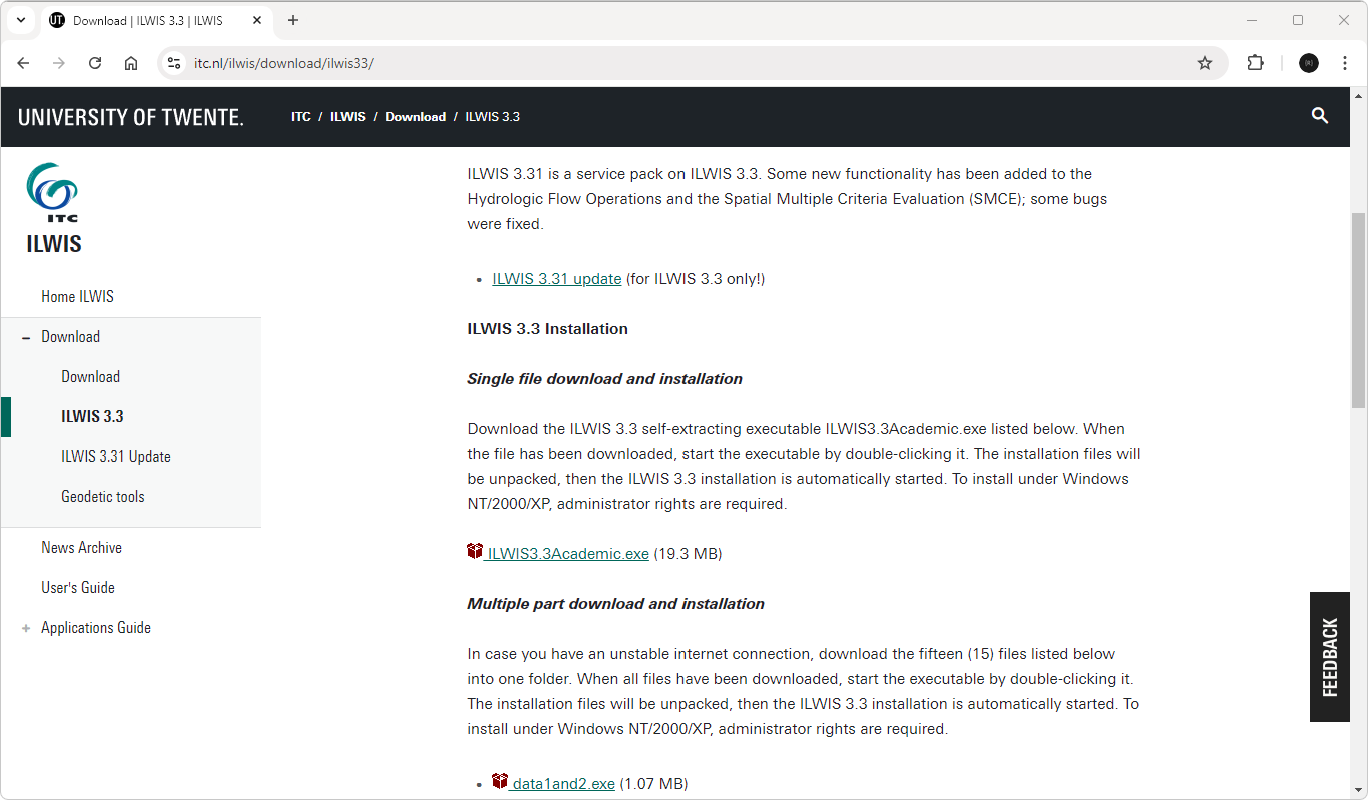 UT.
Download | ILWIS 3.3 | ILWIS
itc.nl/ilwis/download/ilwis33/
UNIVERSITY OF TWENTE.
ITC / ILWIS / Download / ILWIS 3.3
ITC
ILWIS
Home ILWIS
Download
Download
ILWIS 3.3
ILWIS 3.31 Update
Geodetic tools
News Archive
User's Guide
Applications Guide
ILWIS 3.31 is a service pack on ILWIS 3.3. Some new functionality has been added to the
Hydrologic Flow Operations and the Spatial Multiple Criteria Evaluation (SMCE); some bugs
were fixed.
• ILWIS 3.31 update (for ILWIS 3.3 only!)
ILWIS 3.3 Installation
Single file download and installation
Download the ILWIS 3.3 self-extracting executable ILWIS3.3Academic.exe listed below. When
the file has been downloaded, start the executable by double-clicking it. The installation files will
be unpacked, then the ILWIS 3.3 installation is automatically started. To install under Windows
NT/2000/XP, administrator rights are required.
ILWIS3.3Academic.exe (19.3 MB)
Multiple part download and installation
In case you have an unstable internet connection, download the fifteen (15) files listed below
into one folder. When all files have been downloaded, start the executable by double-clicking it.
The installation files will be unpacked, then the ILWIS 3.3 installation is automatically started. To
install under Windows NT/2000/XP, administrator rights are required.
• data1and2.exe (1.07 MB)
FEEDBACK